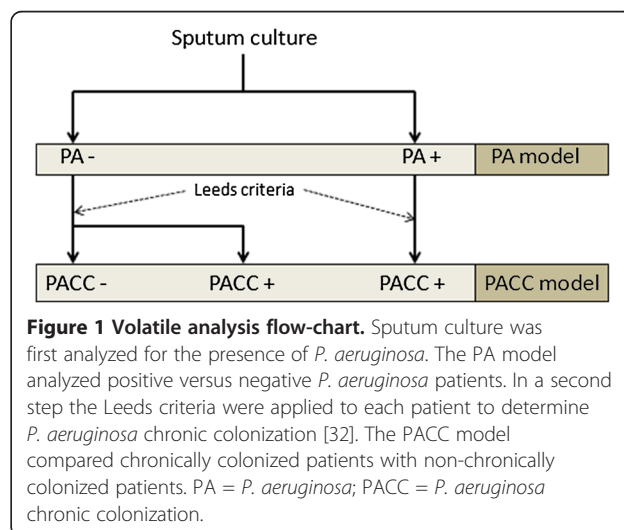 Sputum culture
PA - PA + PA model
Leeds criteria
PACC - PACC + PACC + PACC model
Figure 1 Volatile analysis flow-chart. Sputum culture was
first analyzed for the presence of P. aeruginosa. The PA model
analyzed positive versus negative P. aeruginosa patients. In a second
step the Leeds criteria were applied to each patient to determine
P. aeruginosa chronic colonization [32]. The PACC model
compared chronically colonized patients with non-chronically
colonized patients. PA = P. aeruginosa; PACC = P. aeruginosa
chronic colonization.